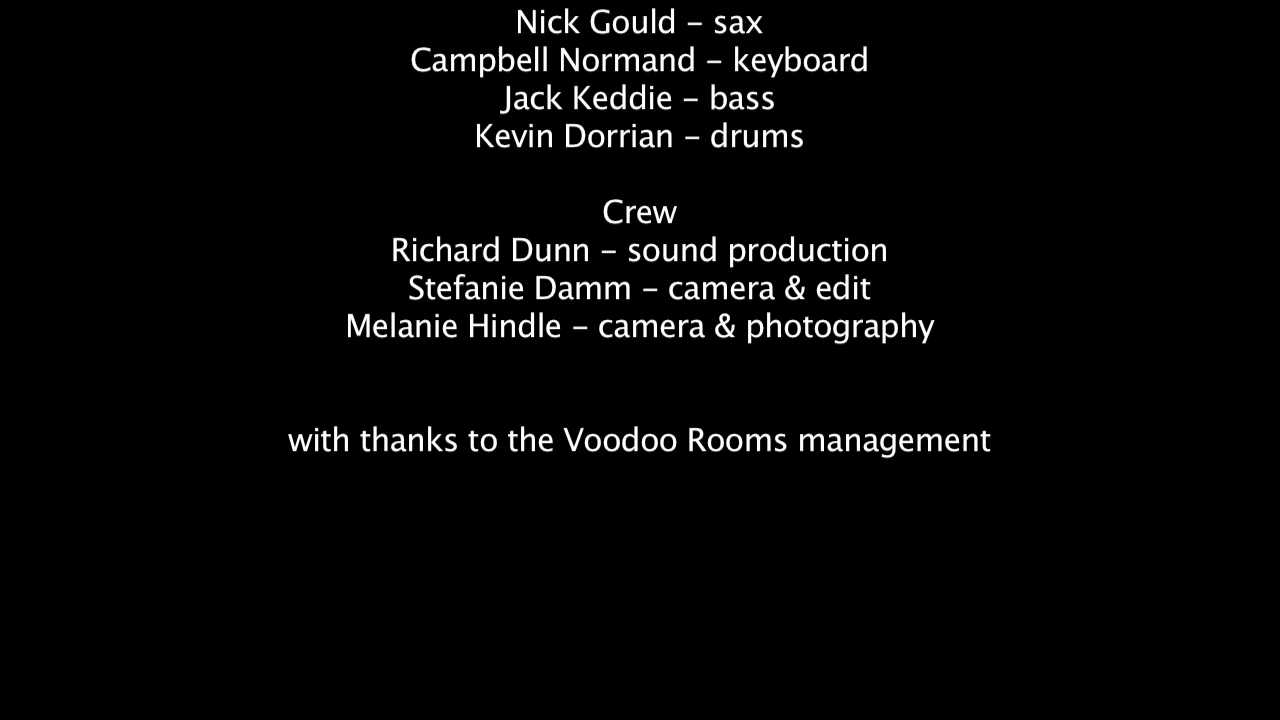 Nick Gould – sax
Campbell Normand – keyboard
Jack Keddie – bass
Kevin Dorrian – drums
Crew
Richard Dunn – sound production
Stefanie Damm – camera & edit
Melanie Hindle – camera & photography
with thanks to the Voodoo Rooms management